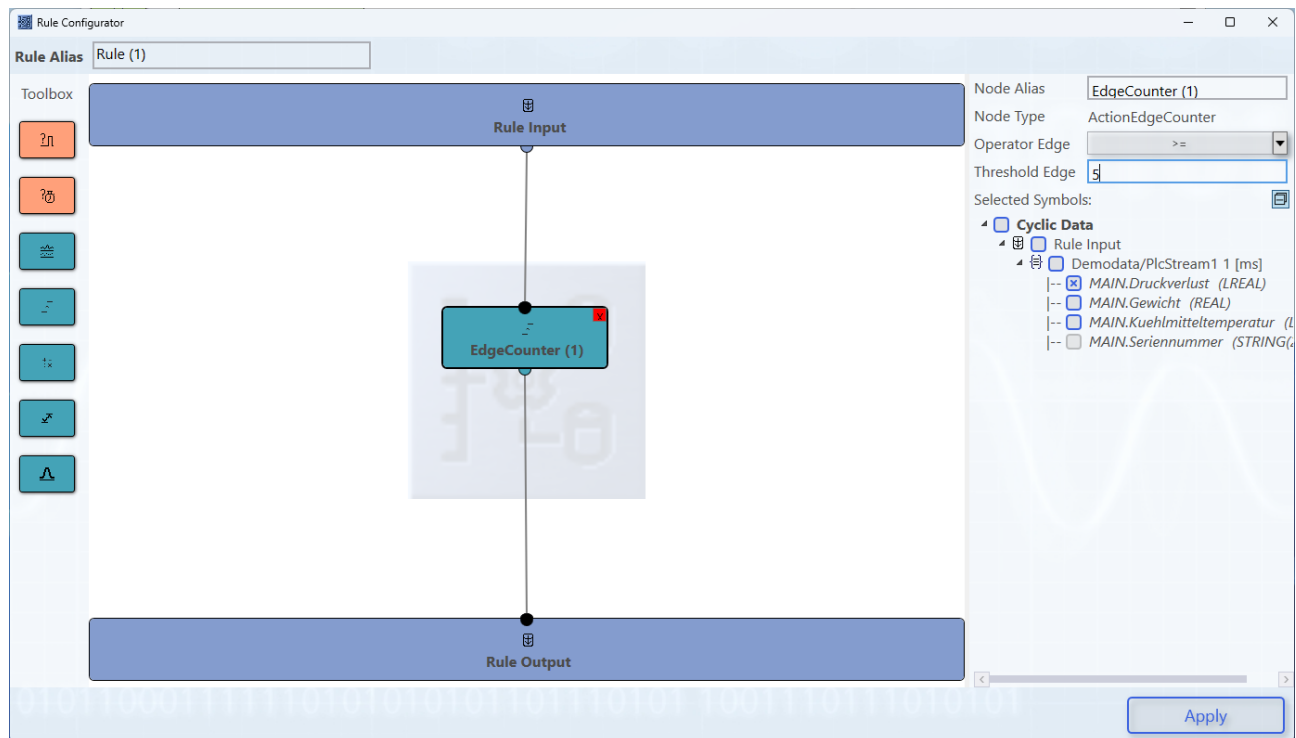 Rule Configurator
Rule Alias Rule (1)
Toolbox
Rule Input
EdgeCounter (1)
Rule Output
Node Alias EdgeCounter (1)
Node Type ActionEdgeCounter
Operator Edge >=
Threshold Edge 5
Selected Symbols:
Cyclic Data
Rule Input
Demodata/PlcStream1 1 [ms]
MAIN.Druckverlust (LREAL)
MAIN.Gewicht (REAL)
MAIN.Kuehlmitteltemperatur (L
MAIN.Seriennummer (STRING(
Apply